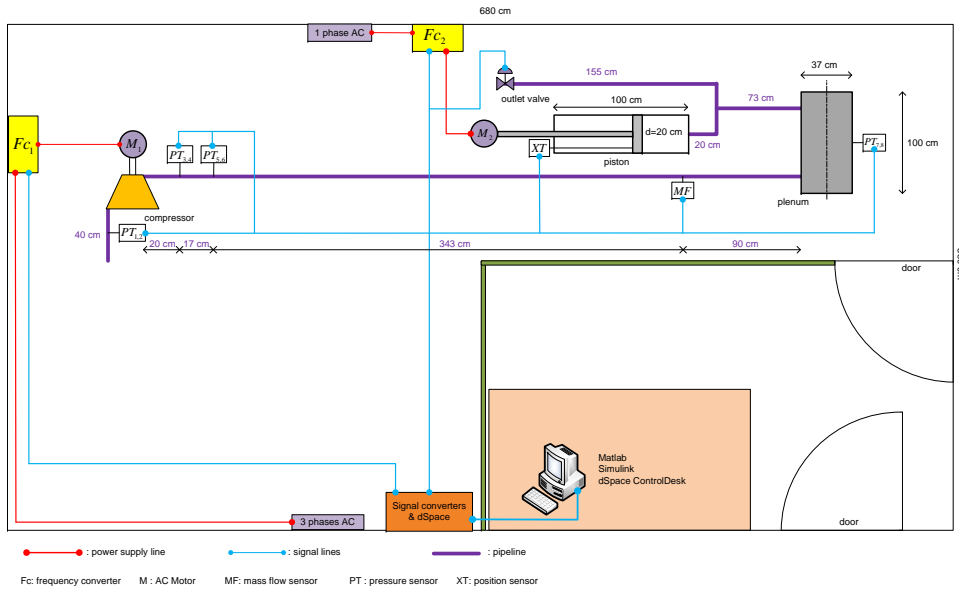 680 cm
1 phase AC
Fc2
37 cm
155 cm
outlet valve
73 cm
100 cm
Fc1
M1
M2
d=20 cm
PT3,4
PT5,6
XT
20 cm
PT7,8
100 cm
piston
MF
plenum
compressor
40 cm
PT1,2
20 cm
17 cm
343 cm
90 cm
door
Matlab
Simulink
dSpace ControlDesk
Signal converters
& dSpace
3 phases AC
door
: power supply line
: signal lines
: pipeline
Fc: frequency converter
M : AC Motor
MF: mass flow sensor
PT : pressure sensor
XT: position sensor